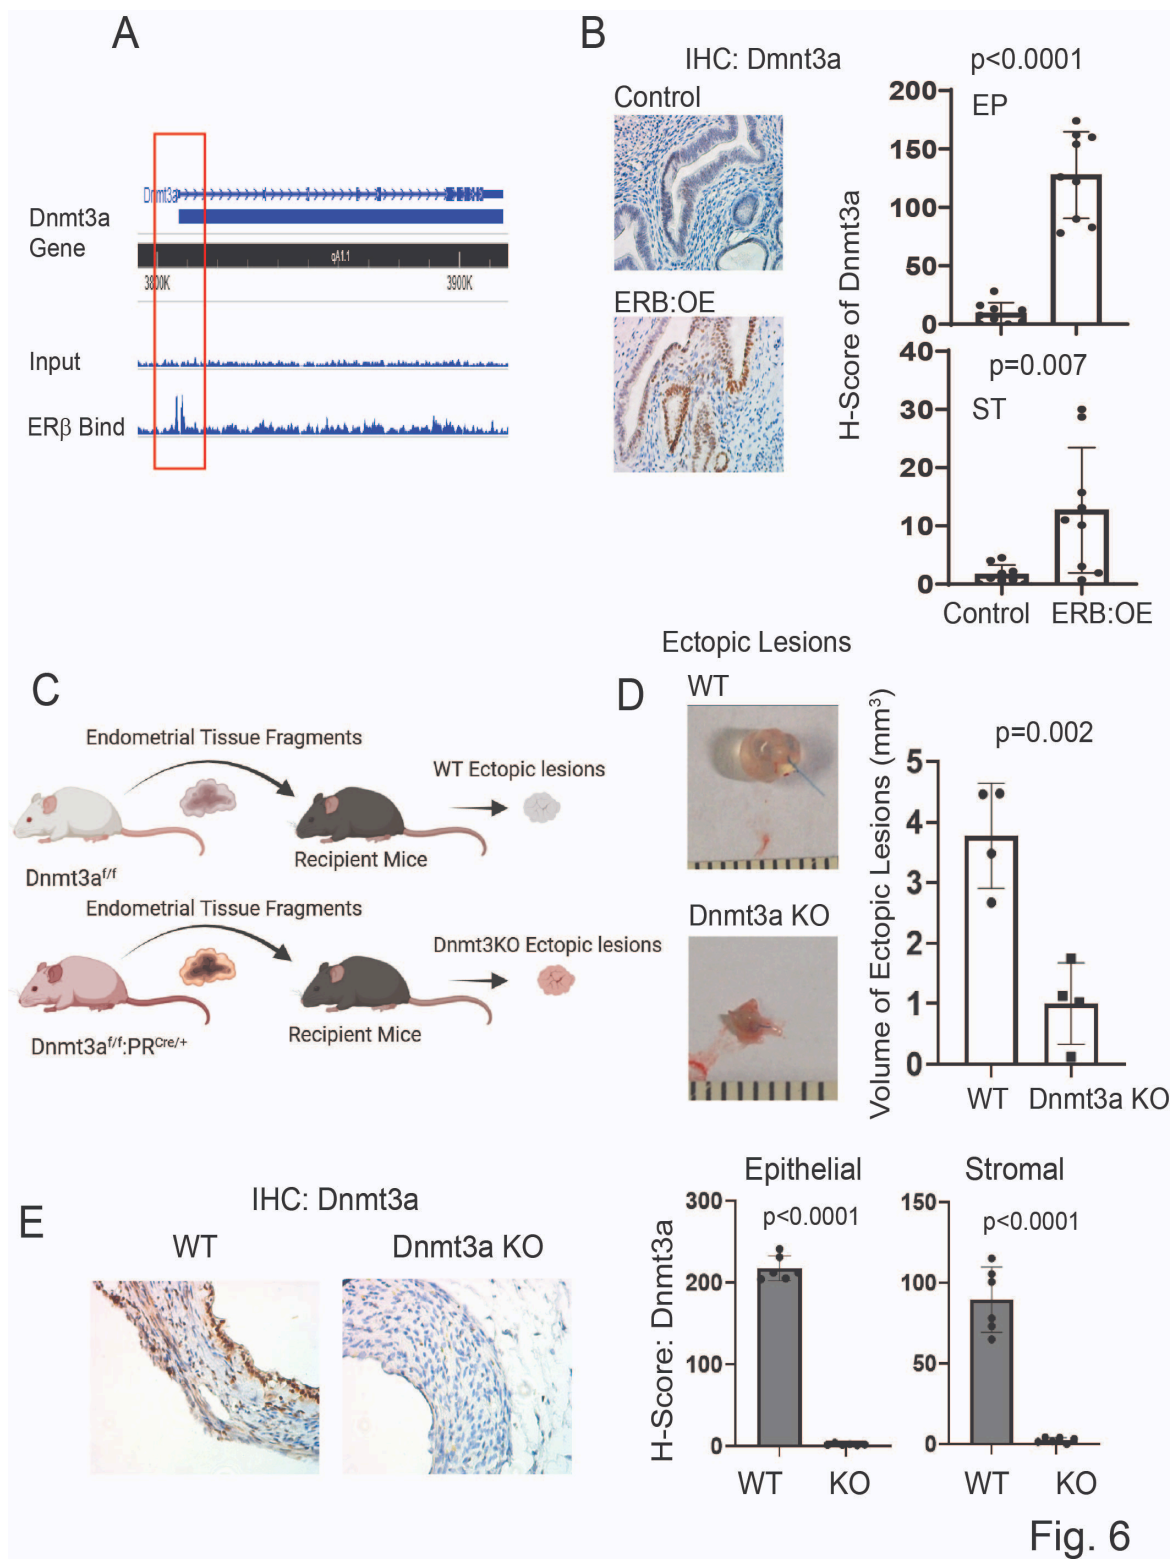 A
Dnmt3a
Dnmt3a
Gene
qA1.1
3800K
3900K
Input
ERβ Bind
B
IHC: Dmnt3a
Control
ERB:OE
p<0.0001
EP
200
150
100
50
0
H-Score of Dnmt3a
p=0.007
ST
40
30
20
10
0
Control ERB:OE
C
Endometrial Tissue Fragments
WT Ectopic lesions
Recipient Mice
Dnmt3af/f
Endometrial Tissue Fragments
Dnmt3KO Ectopic lesions
Recipient Mice
Dnmt3af/f:PRCre/+
Ectopic Lesions
D
WT
Dnmt3a KO
Volume of Ectopic Lesions (mm3)
p=0.002
5
4
3
2
1
0
WT Dnmt3a KO
E
IHC: Dnmt3a
WT Dnmt3a KO
H-Score: Dnmt3a
Epithelial
p<0.0001
300
200
100
0
WT KO
Stromal
p<0.0001
150
100
50
0
WT KO
Fig. 6